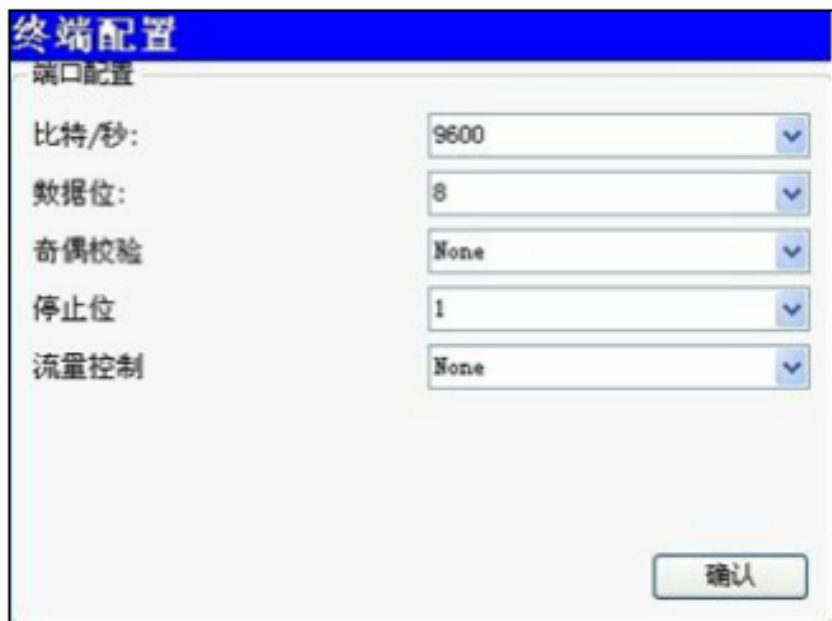 终端配置
端口配置
比特/秒: 9600
数据位: 8
奇偶校验 None
停止位 1
流量控制 None
确认